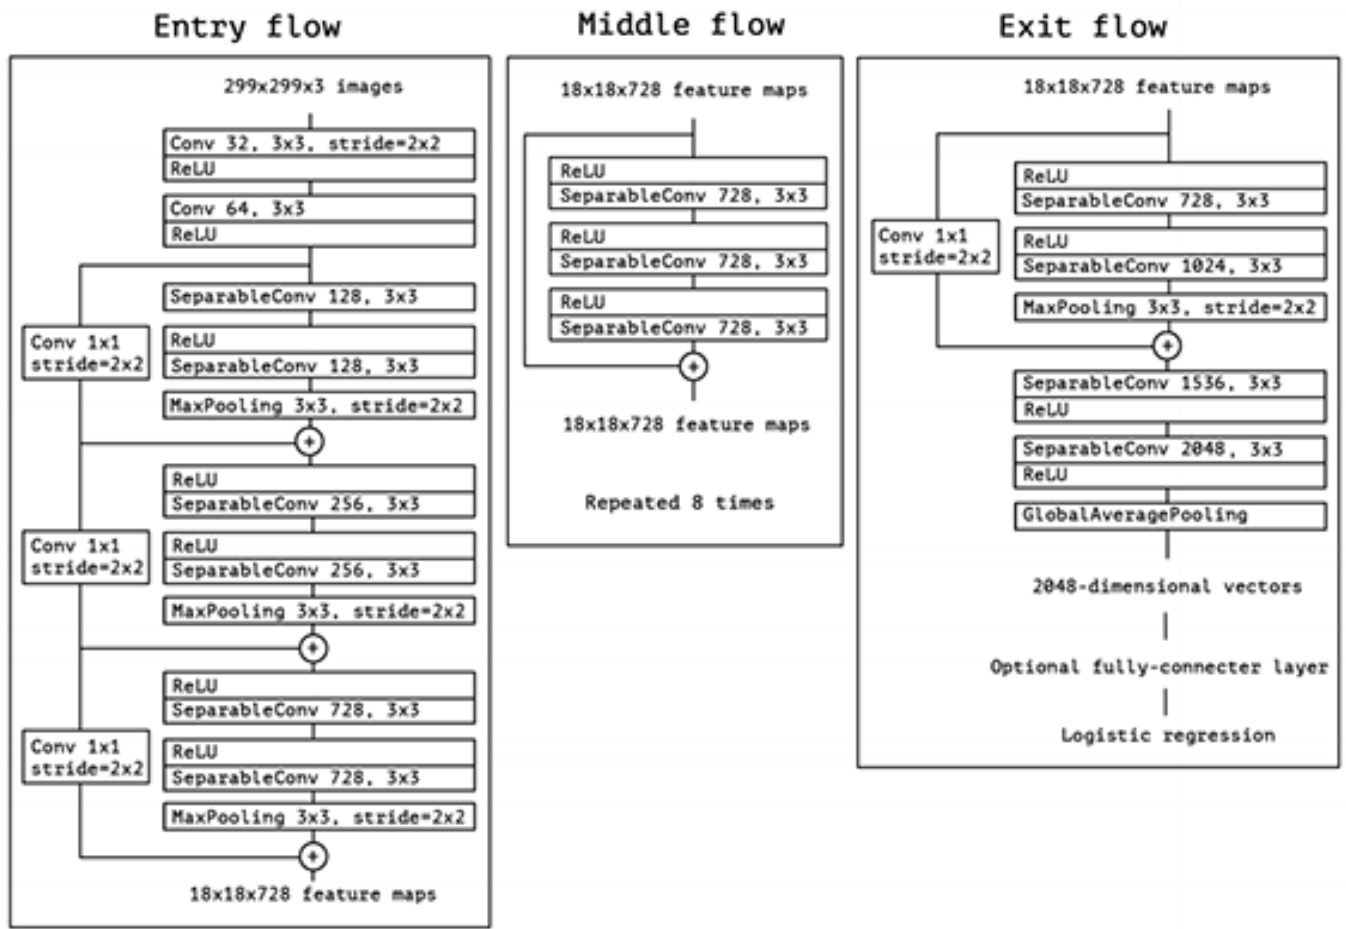 Entry flow
299x299x3 images
Conv 32, 3x3, stride=2x2
ReLU
Conv 64, 3x3
ReLU
SeparableConv 128, 3x3
Conv 1x1
stride=2x2
ReLU
SeparableConv 128, 3x3
MaxPooling 3x3, stride=2x2
+
ReLU
SeparableConv 256, 3x3
Conv 1x1
stride=2x2
ReLU
SeparableConv 256, 3x3
MaxPooling 3x3, stride=2x2
+
ReLU
SeparableConv 728, 3x3
Conv 1x1
stride=2x2
ReLU
SeparableConv 728, 3x3
MaxPooling 3x3, stride=2x2
+
18x18x728 feature maps
Middle flow
18x18x728 feature maps
ReLU
SeparableConv 728, 3x3
ReLU
SeparableConv 728, 3x3
ReLU
SeparableConv 728, 3x3
+
18x18x728 feature maps
Repeated 8 times
Exit flow
18x18x728 feature maps
ReLU
SeparableConv 728, 3x3
Conv 1x1
stride=2x2
ReLU
SeparableConv 1024, 3x3
MaxPooling 3x3, stride=2x2
+
SeparableConv 1536, 3x3
ReLU
SeparableConv 2048, 3x3
ReLU
GlobalAveragePooling
2048-dimensional vectors
Optional fully-connecter layer
Logistic regression